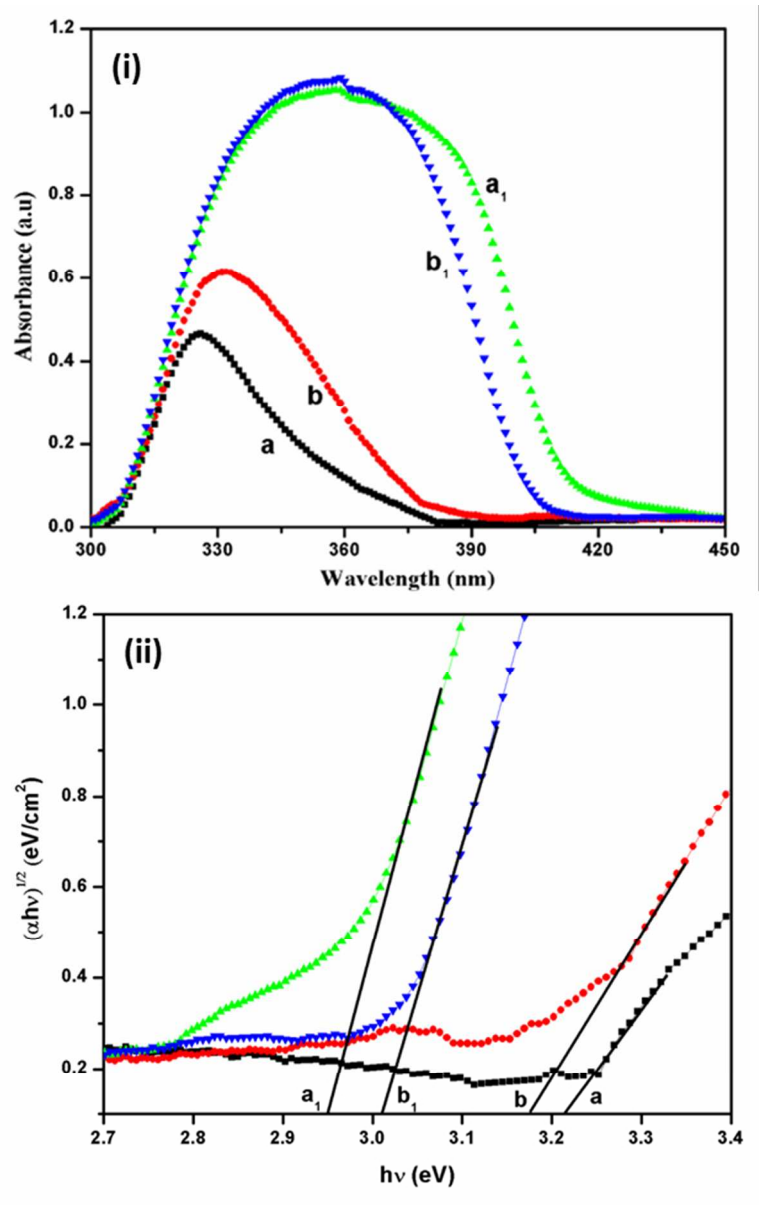 (i)
1.2
1.0
0.8
0.6
0.4
0.2
0.0
Absorbance (a.u)
a₁
b₁
b
a
300 330 360 390 420 450
Wavelength (nm)
(ii)
1.2
1.0
0.8
0.6
0.4
0.2
(αhν)^1/2 (eV/cm²)
a₁ b₁ b a
2.7 2.8 2.9 3.0 3.1 3.2 3.3 3.4
hν (eV)